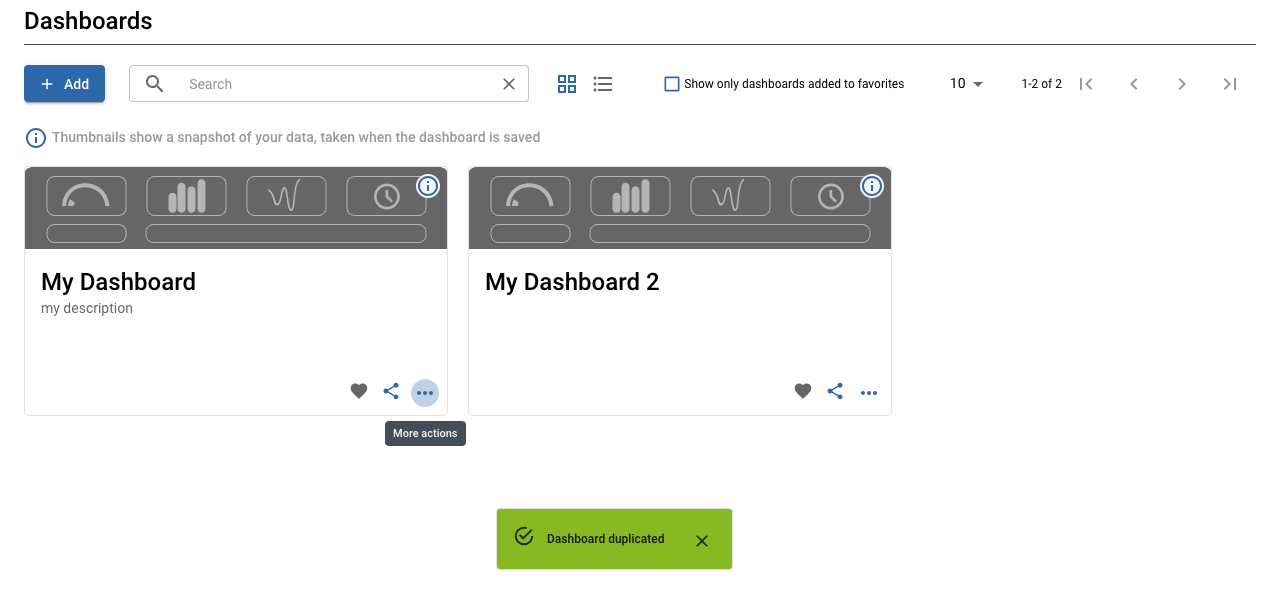 Dashboards
Add
Search
Show only dashboards added to favorites
10
1-2 of 2
Thumbnails show a snapshot of your data, taken when the dashboard is saved
My Dashboard
my description
My Dashboard 2
More actions
Dashboard duplicated